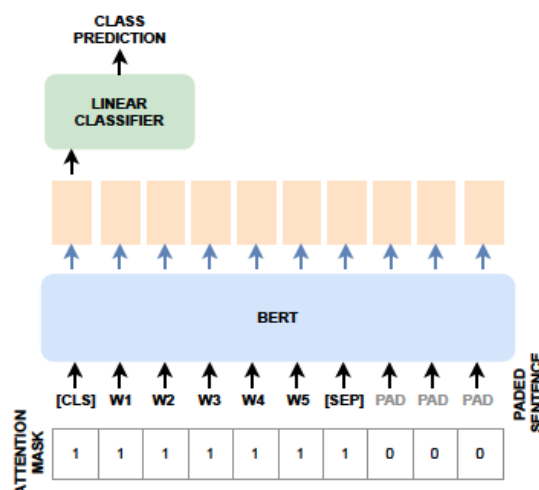 CLASS
PREDICTION
LINEAR
CLASSIFIER
BERT
[CLS] W1 W2 W3 W4 W5 [SEP] PAD PAD PAD
PADED
SENTENCE
ATTENTION
MASK
1 1 1 1 1 1 1 0 0 0